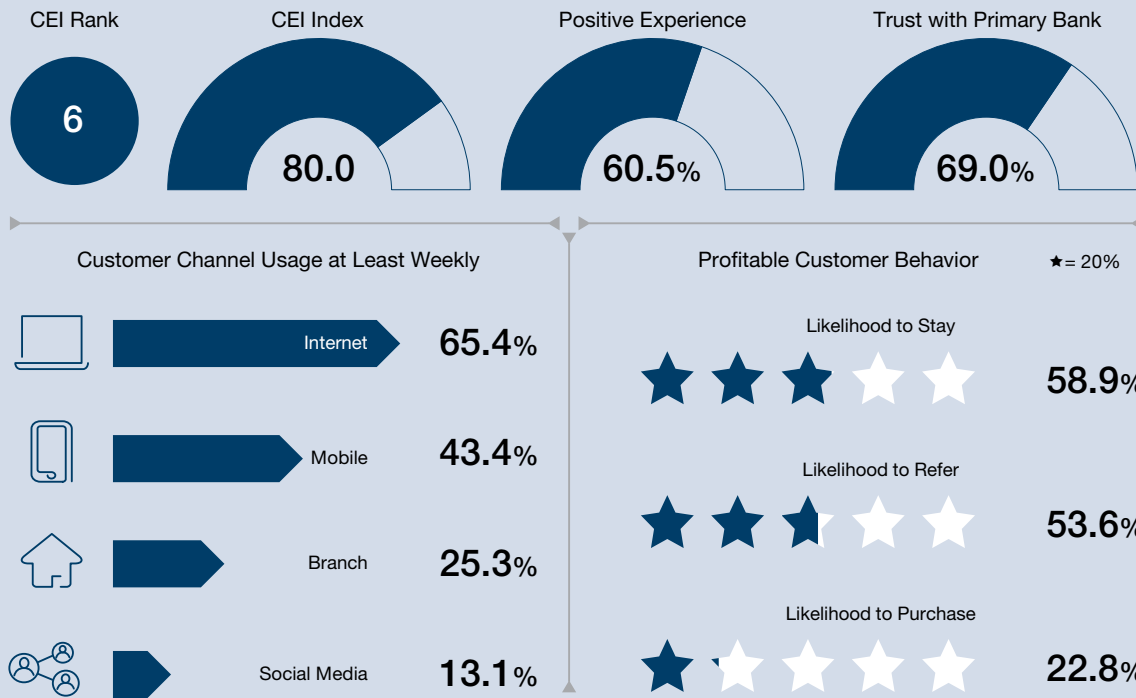 CEI Rank
6
CEI Index
80.0
Positive Experience
60.5%
Trust with Primary Bank
69.0%
Customer Channel Usage at Least Weekly
Internet 65.4%
Mobile 43.4%
Branch 25.3%
Social Media 13.1%
Profitable Customer Behavior ★= 20%
Likelihood to Stay
58.9%
Likelihood to Refer
53.6%
Likelihood to Purchase
22.8%